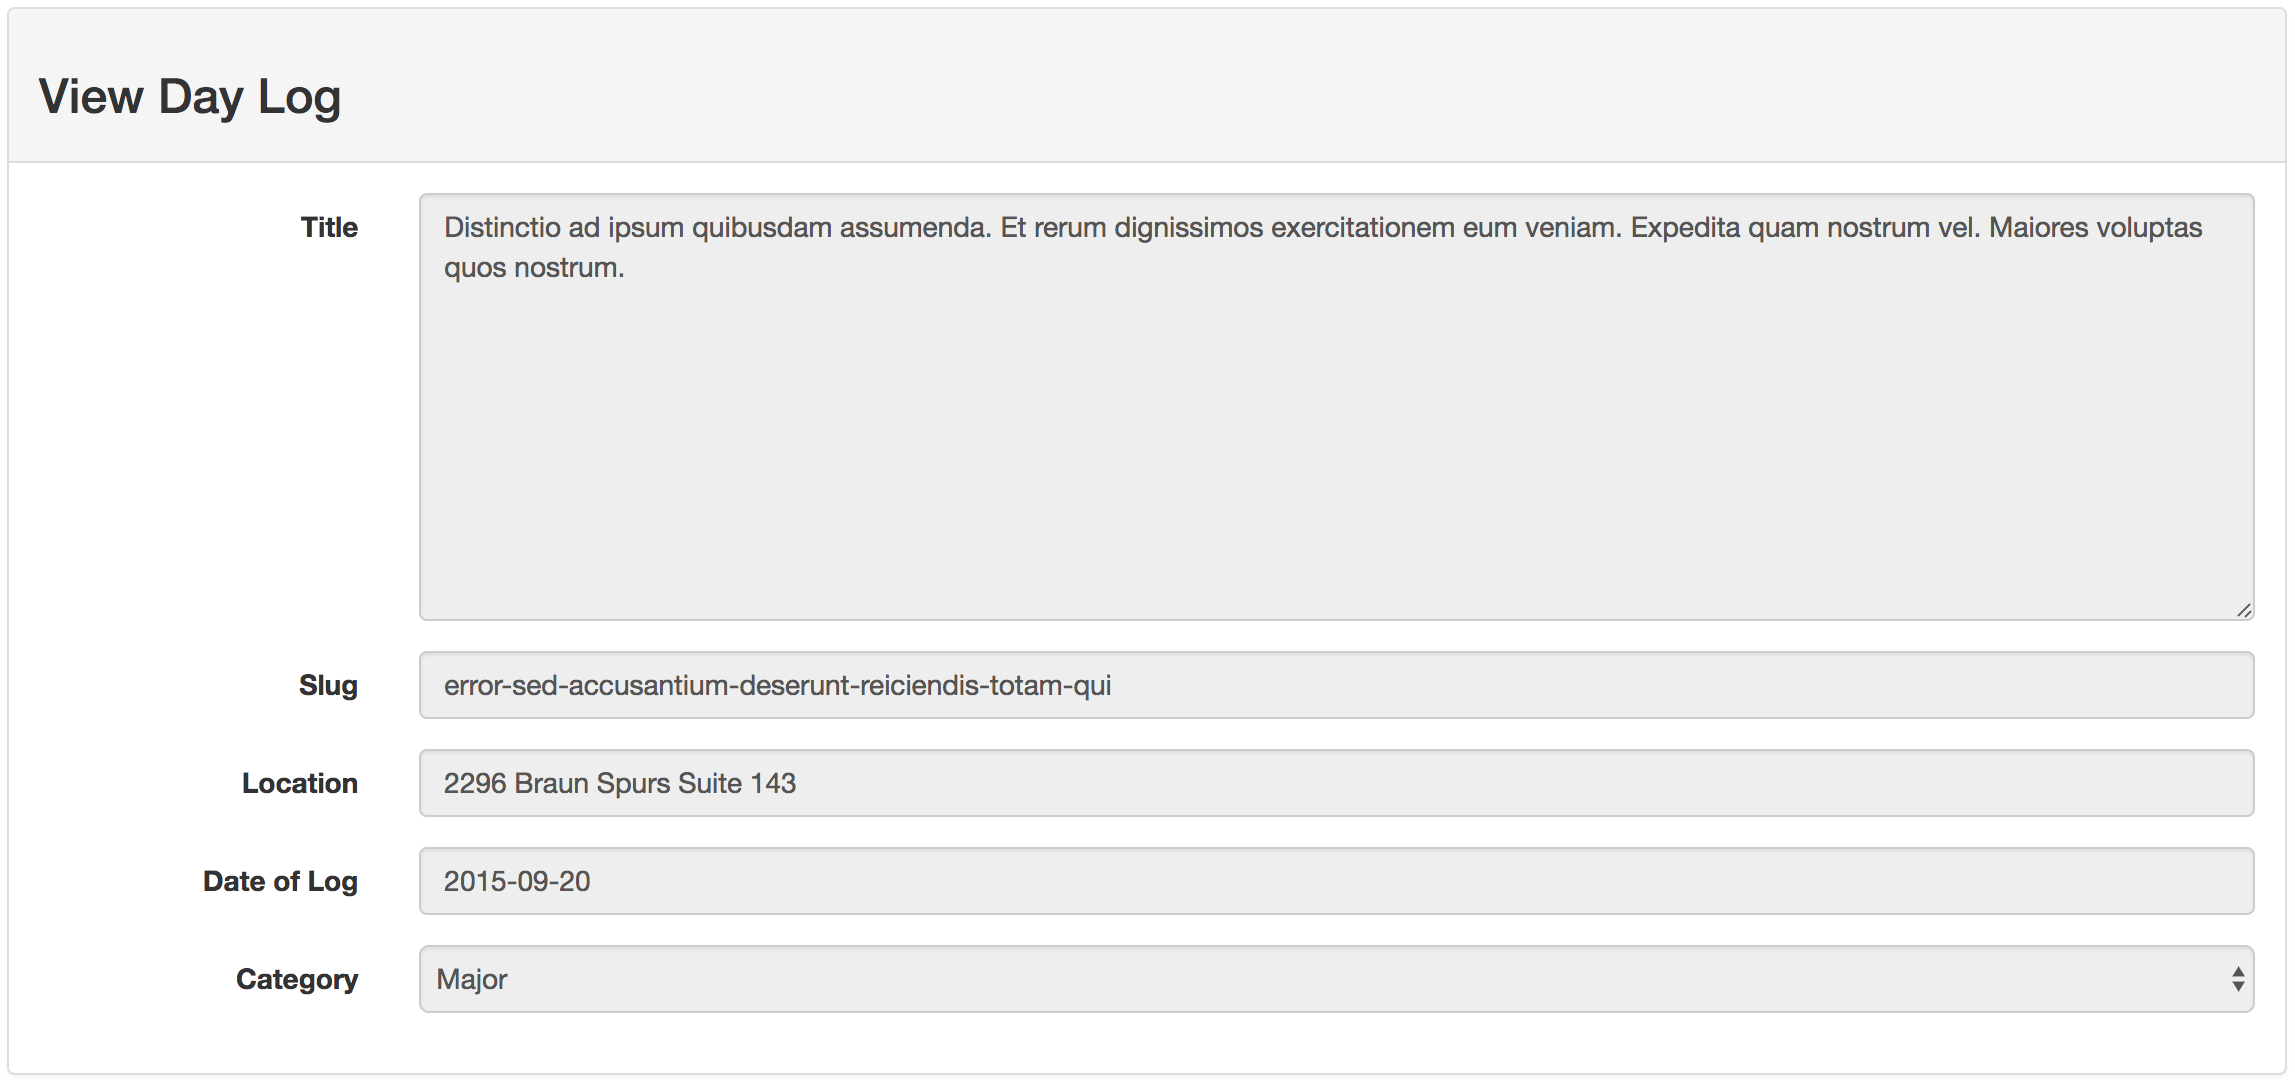 View Day Log
Title
Distinctio ad ipsum quibusdam assumenda. Et rerum dignissimos exercitationem eum veniam. Expedita quam nostrum vel. Maiores voluptas
quos nostrum.
Slug
error-sed-accusantium-deserunt-reiciendis-totam-qui
Location
2296 Braun Spurs Suite 143
Date of Log
2015-09-20
Category
Major